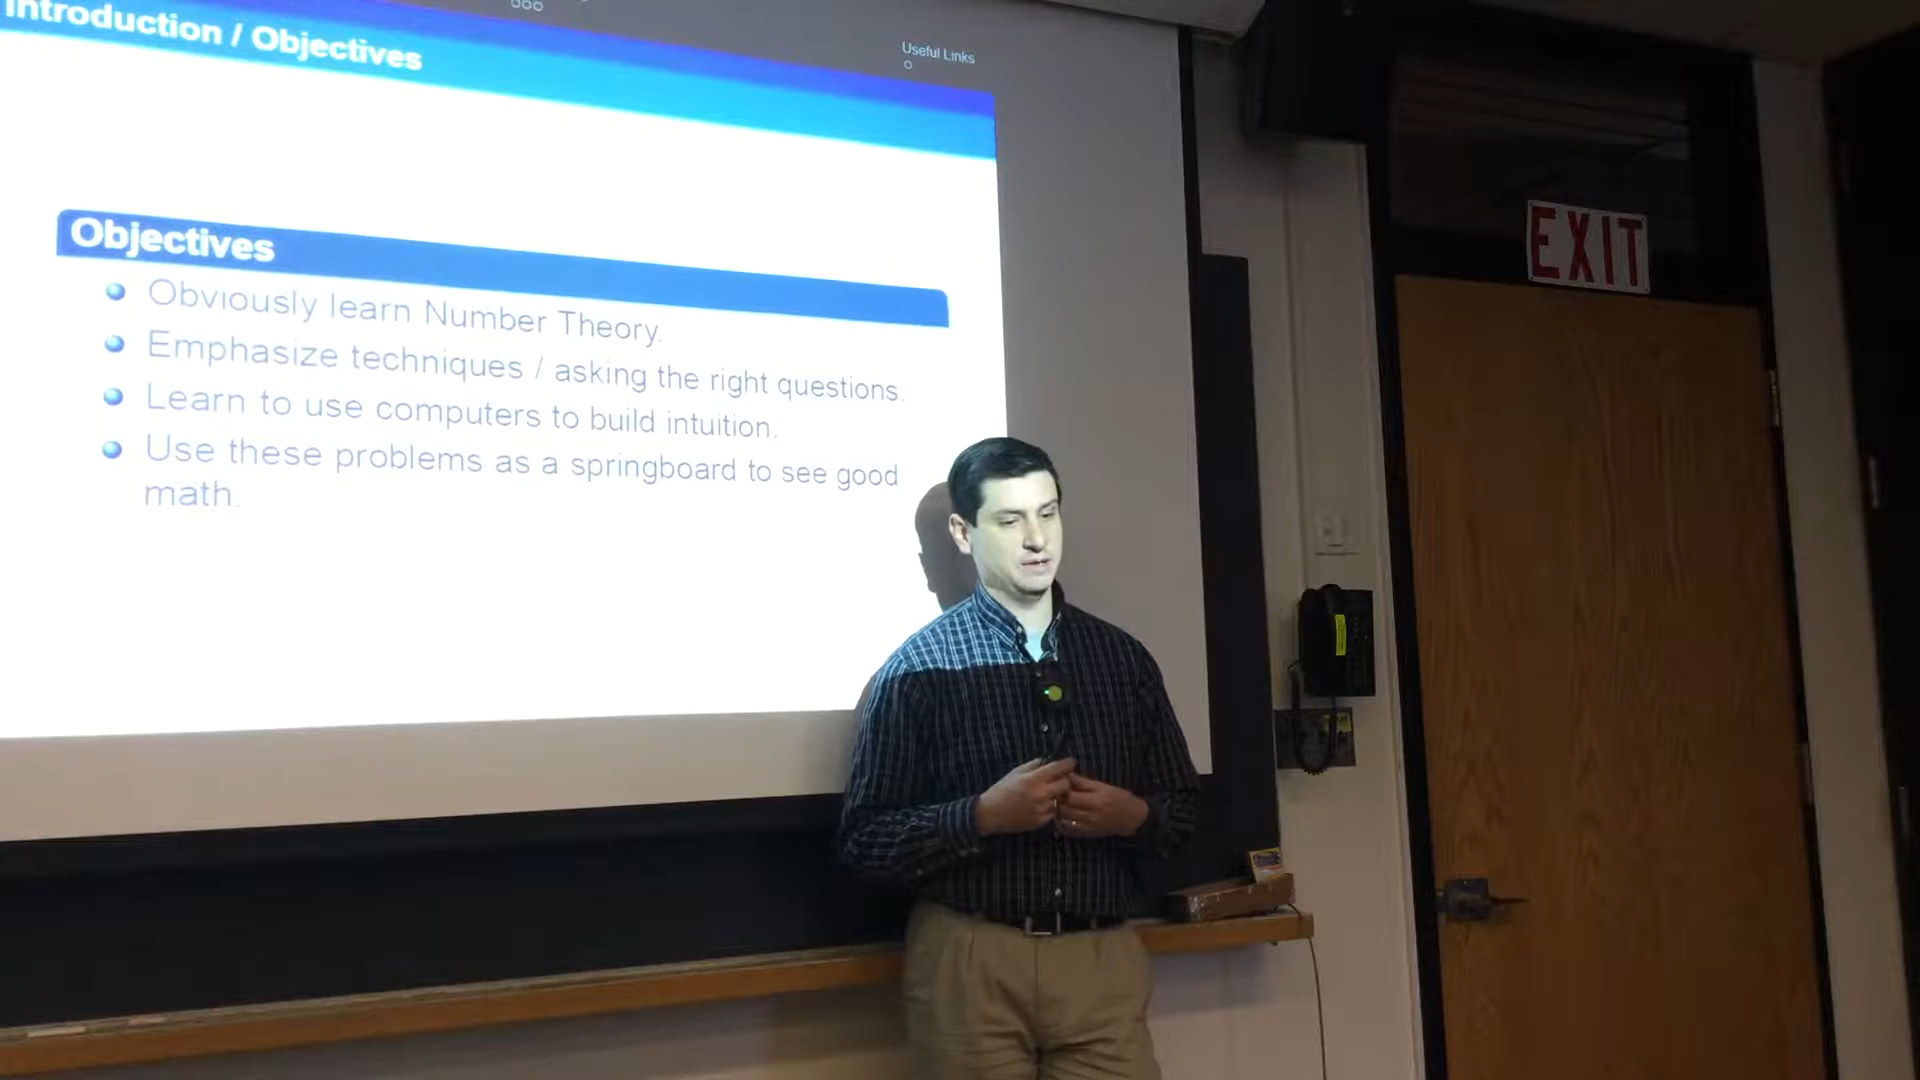 Introduction / Objectives
Useful Links
EXIT
Objectives
Obviously learn Number Theory.
Emphasize techniques / asking the right questions.
Learn to use computers to build intuition.
Use these problems as a springboard to see good
math.